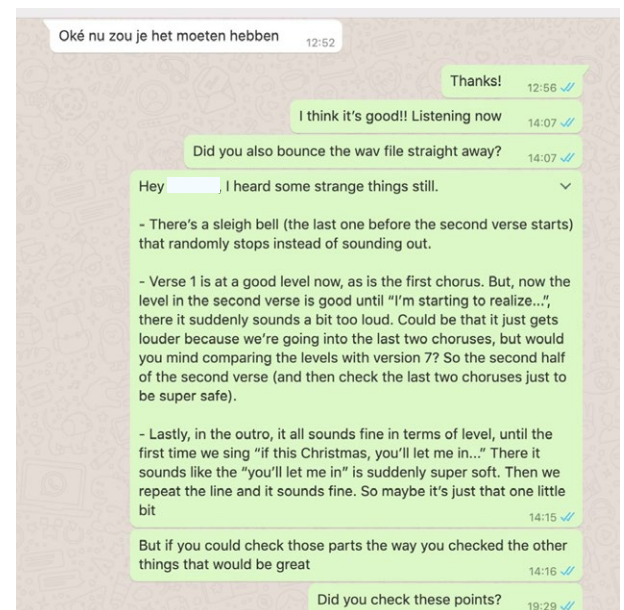 Oké nu zou je het moeten hebben
12:52
Thanks!
12:56
I think it's good!! Listening now
14:07
Did you also bounce the wav file straight away?
14:07
Hey , I heard some strange things still.
- There's a sleigh bell (the last one before the second verse starts)
that randomly stops instead of sounding out.
- Verse 1 is at a good level now, as is the first chorus. But, now the
level in the second verse is good until “I'm starting to realize...”,
there it suddenly sounds a bit too loud. Could be that it just gets
louder because we're going into the last two choruses, but would
you mind comparing the levels with version 7? So the second half
of the second verse (and then check the last two choruses just to
be super safe).
- Lastly, in the outro, it all sounds fine in terms of level, until the
first time we sing “if this Christmas, you'll let me in...” There it
sounds like the “you'll let me in” is suddenly super soft. Then we
repeat the line and it sounds fine. So maybe it's just that one little
bit
14:15
But if you could check those parts the way you checked the other
things that would be great
14:16
Did you check these points?
19:29